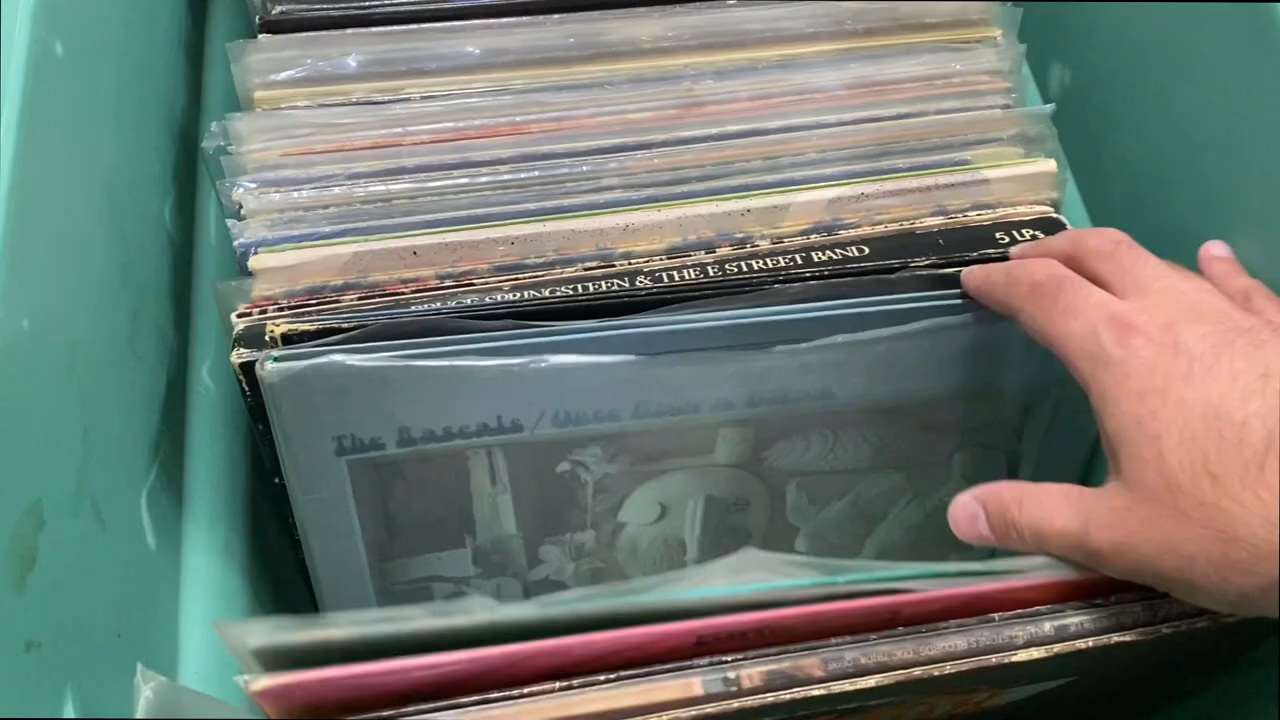 5 LPs
BRUCE SPRINGSTEEN & THE E STREET BAND
The Rascals / Once Upon a Dream